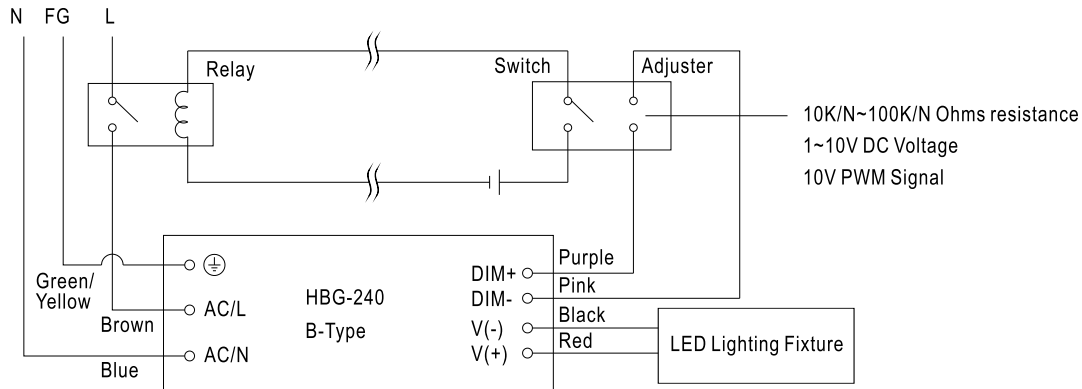 N FG L
Relay
Switch
Adjuster
10K/N~100K/N Ohms resistance
1~10V DC Voltage
10V PWM Signal
Green/
Yellow
Brown
Blue
AC/L
AC/N
HBG-240
B-Type
DIM+
DIM-
V(-)
V(+)
Purple
Pink
Black
Red
LED Lighting Fixture